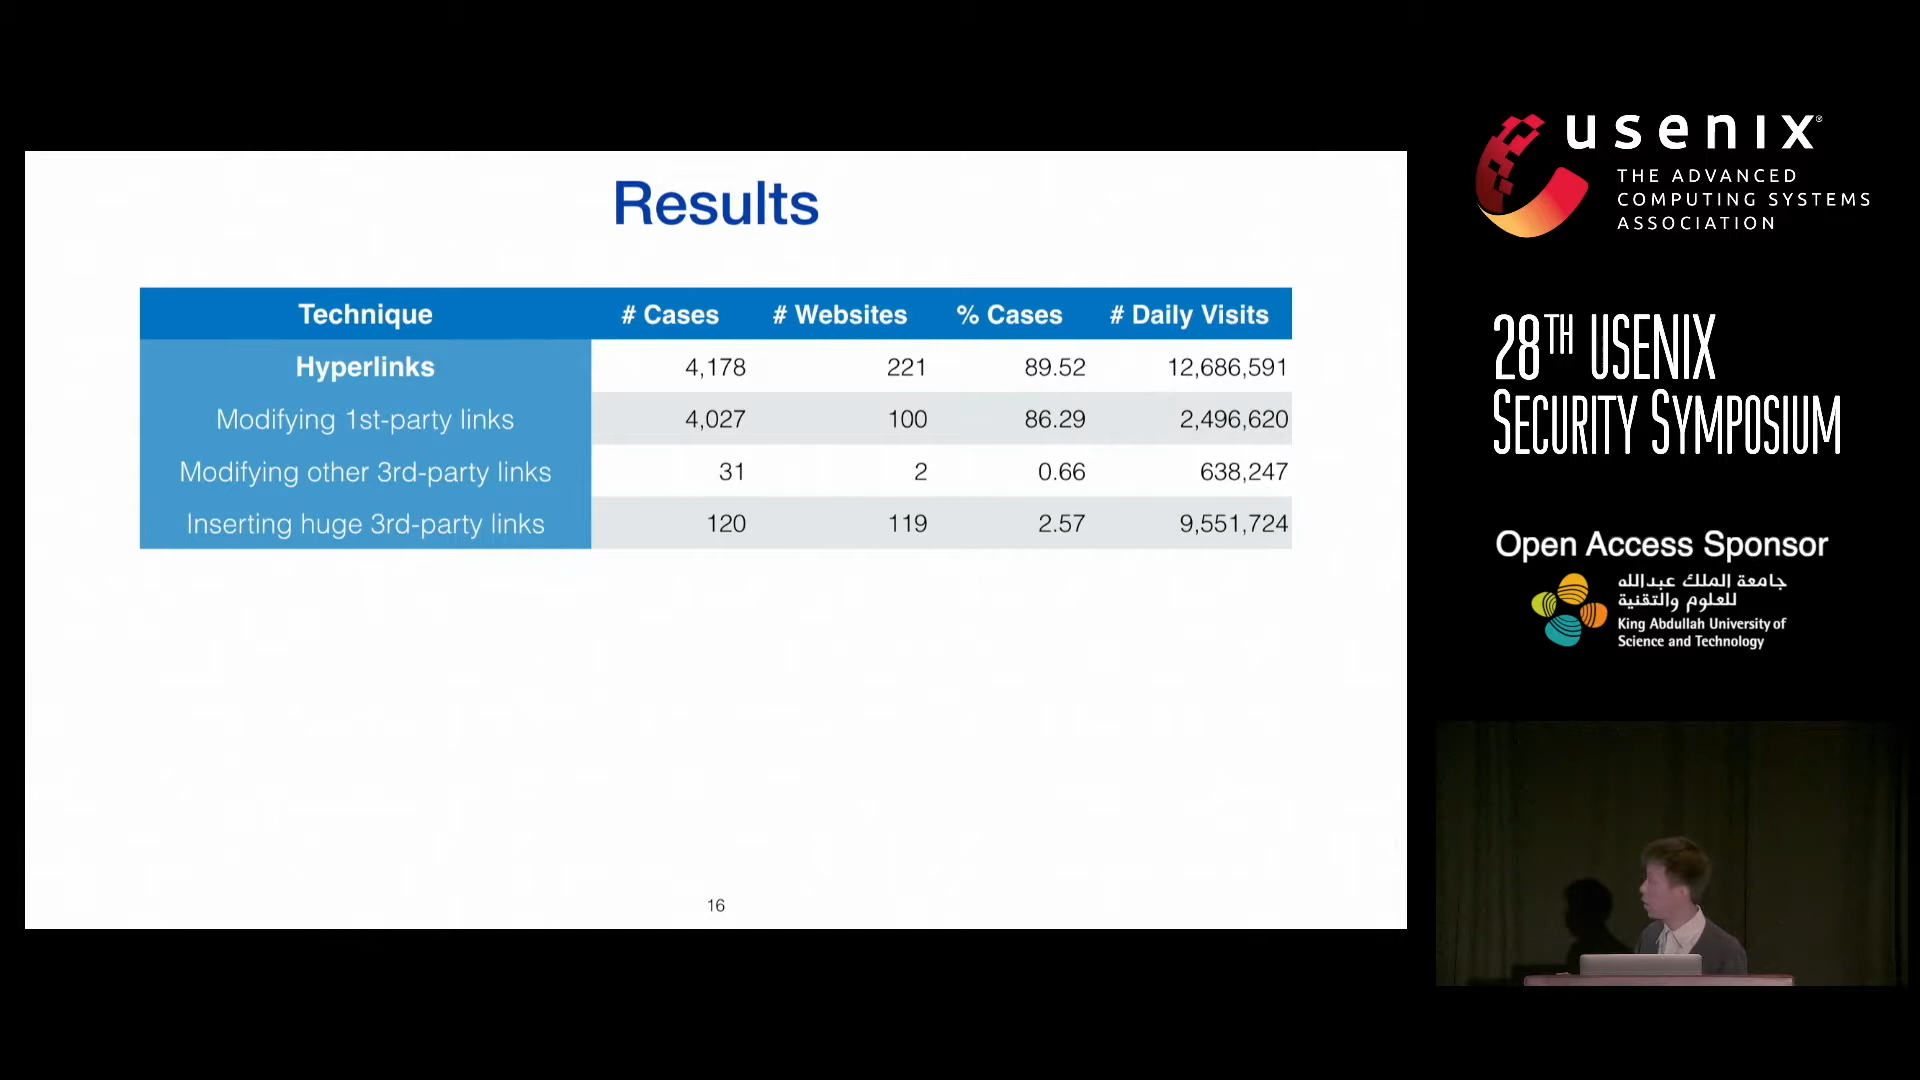 Results
Technique # Cases # Websites % Cases # Daily Visits
Hyperlinks 4,178 221 89.52 12,686,591
Modifying 1st-party links 4,027 100 86.29 2,496,620
Modifying other 3rd-party links 31 2 0.66 638,247
Inserting huge 3rd-party links 120 119 2.57 9,551,724
16
usenix®
THE ADVANCED
COMPUTING SYSTEMS
ASSOCIATION
28TH USENIX
SECURITY SYMPOSIUM
Open Access Sponsor
جامعة الملك عبدالله
للعلوم والتقنية
King Abdullah University of
Science and Technology